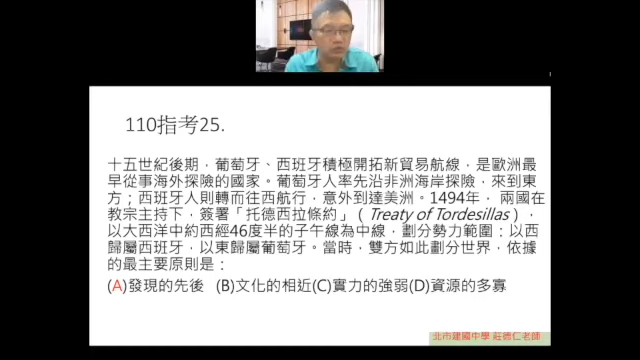 110指考25.
十五世紀後期，葡萄牙、西班牙積極開拓新貿易航線，是歐洲最
早從事海外探險的國家。葡萄牙人率先沿非洲海岸探險，來到東
方；西班牙人則轉而往西航行，意外到達美洲。1494年， 兩國在
教宗主持下，簽署「托德西拉條約」（Treaty of Tordesillas），
以大西洋中約西經46度半的子午線為中線，劃分勢力範圍：以西
歸屬西班牙，以東歸屬葡萄牙。當時，雙方如此劃分世界，依據
的最主要原則是：
(A)發現的先後 (B)文化的相近(C)實力的強弱(D)資源的多寡
北市建國中學 莊德仁老師